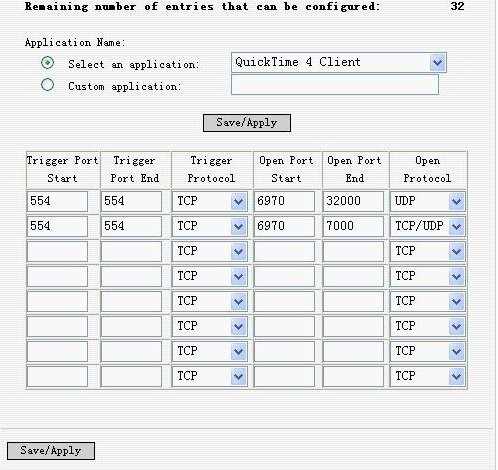 Remaining number of entries that can be configured: 32
Application Name:
Select an application: QuickTime 4 Client
Custom application:
Save/Apply
Trigger Port Start Trigger Port End Trigger Protocol Open Port Start Open Port End Open Protocol
554 554 TCP 6970 32000 UDP
554 554 TCP 6970 7000 TCP/UDP
TCP TCP
TCP TCP
TCP TCP
TCP TCP
TCP TCP
TCP TCP
Save/Apply